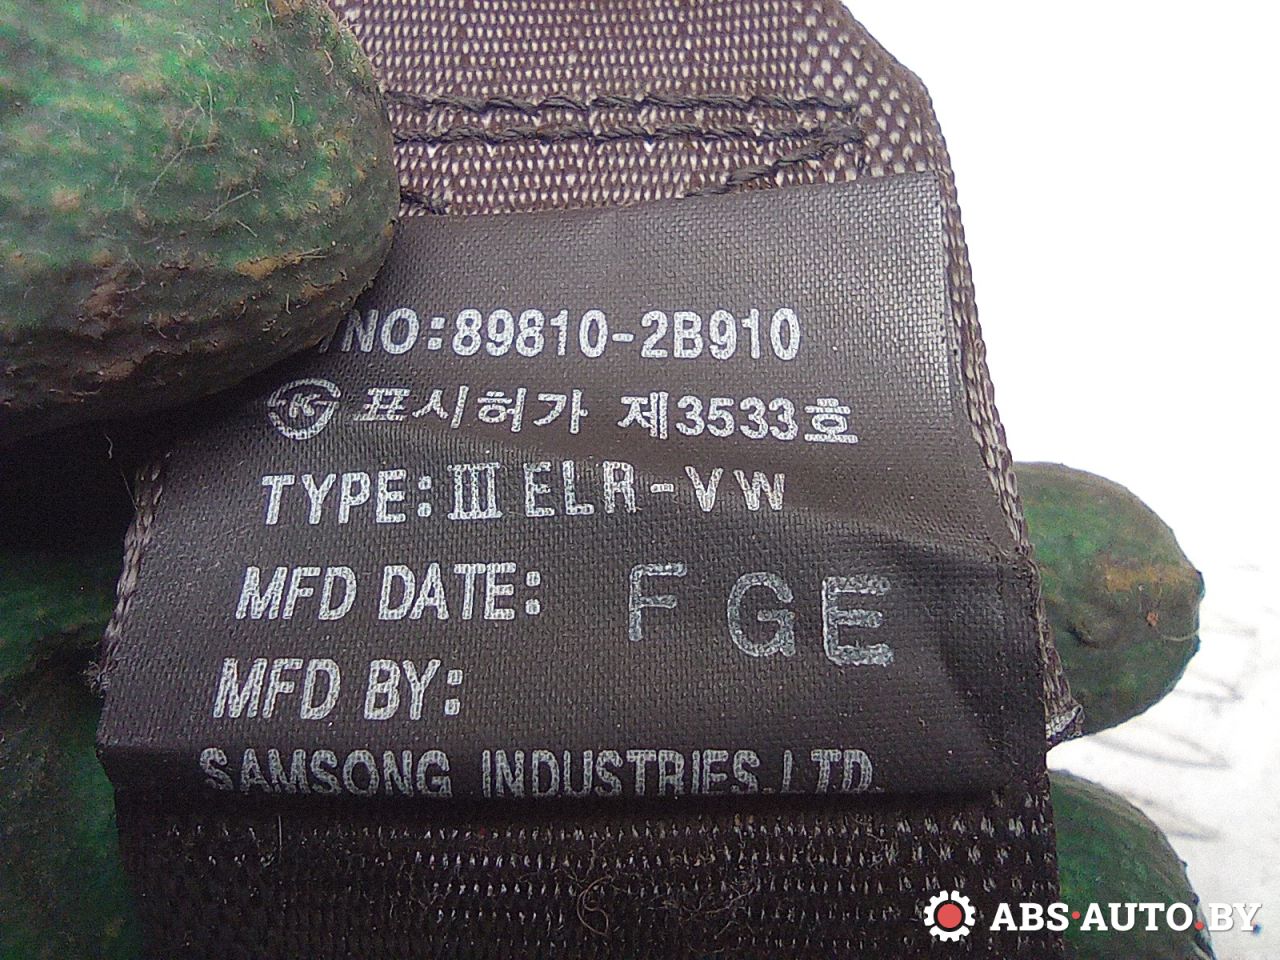 /NO:89810-2B910
표시허가 제3533호
TYPE:Ⅲ ELR-VW
MFD DATE: FGE
MFD BY:
SAMSONG INDUSTRIES.LTD.
ABS·AUTO.BY